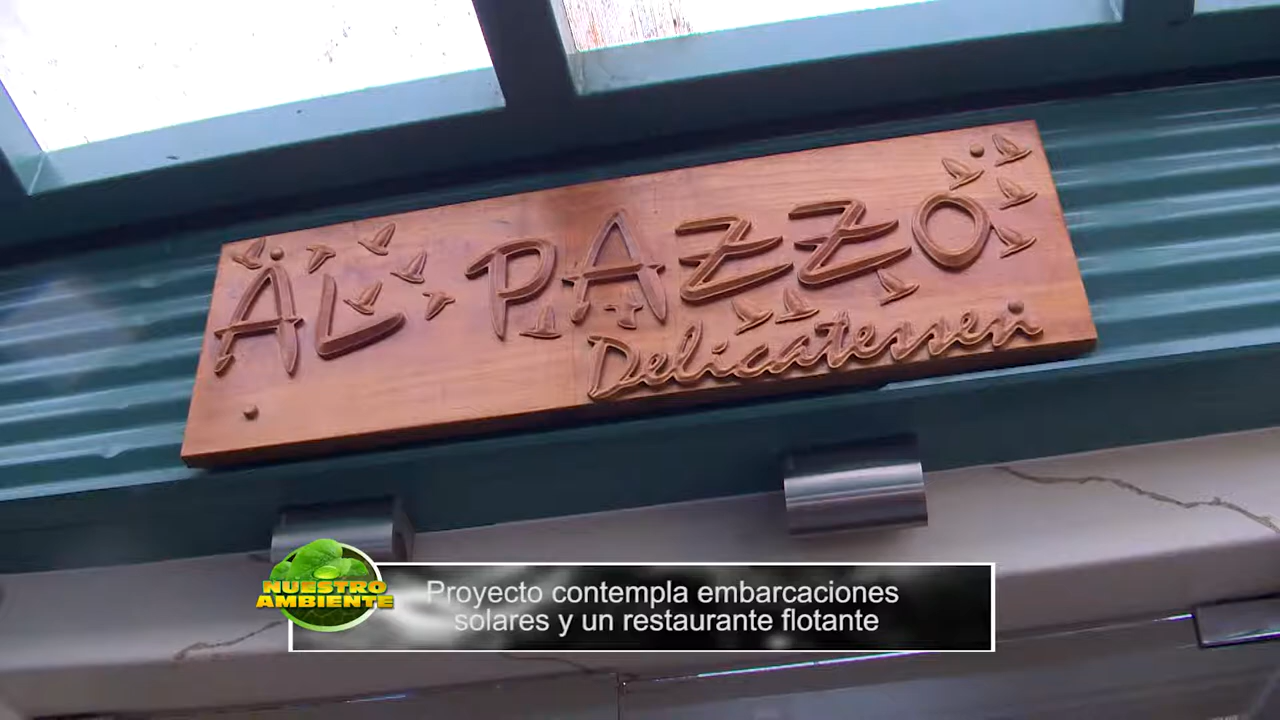 AL PAZZO
Delicatessen
NUESTRO
AMBIENTE
Proyecto contempla embarcaciones
solares y un restaurante flotante